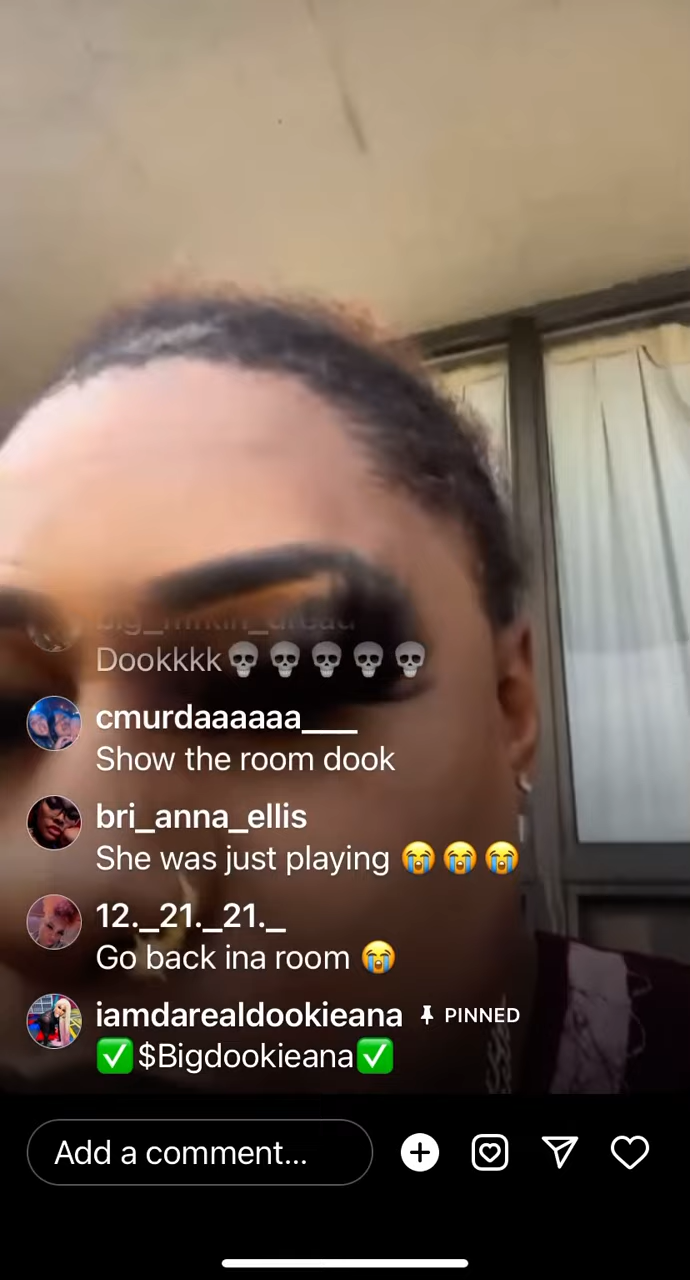 Dookkkk💀💀💀💀💀
cmurdaaaaaa___
Show the room dook
bri_anna_ellis
She was just playing 😭😭😭
12._21._21._
Go back ina room 😭
iamdarealdookieana PINNED
✅$Bigdookieana✅
Add a comment...